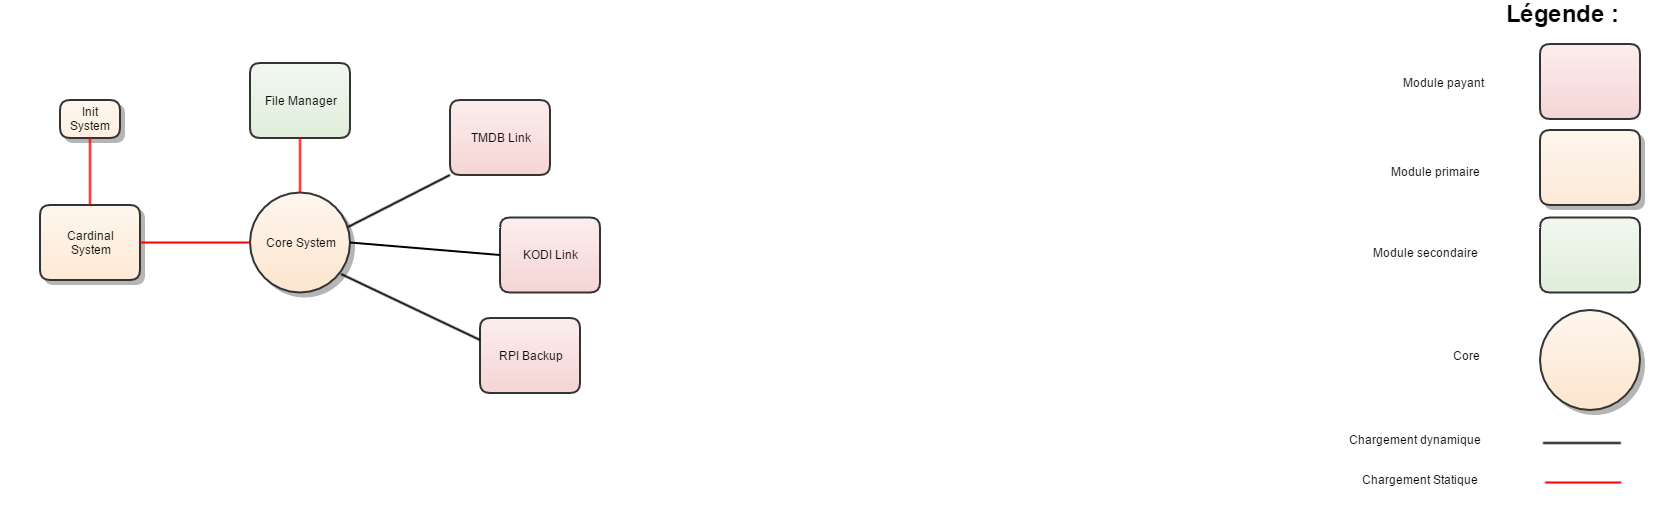 Init
System
File Manager
TMDB Link
Cardinal
System
Core System
KODI Link
RPI Backup
Légende :
Module payant
Module primaire
Module secondaire
Core
Chargement dynamique
Chargement Statique